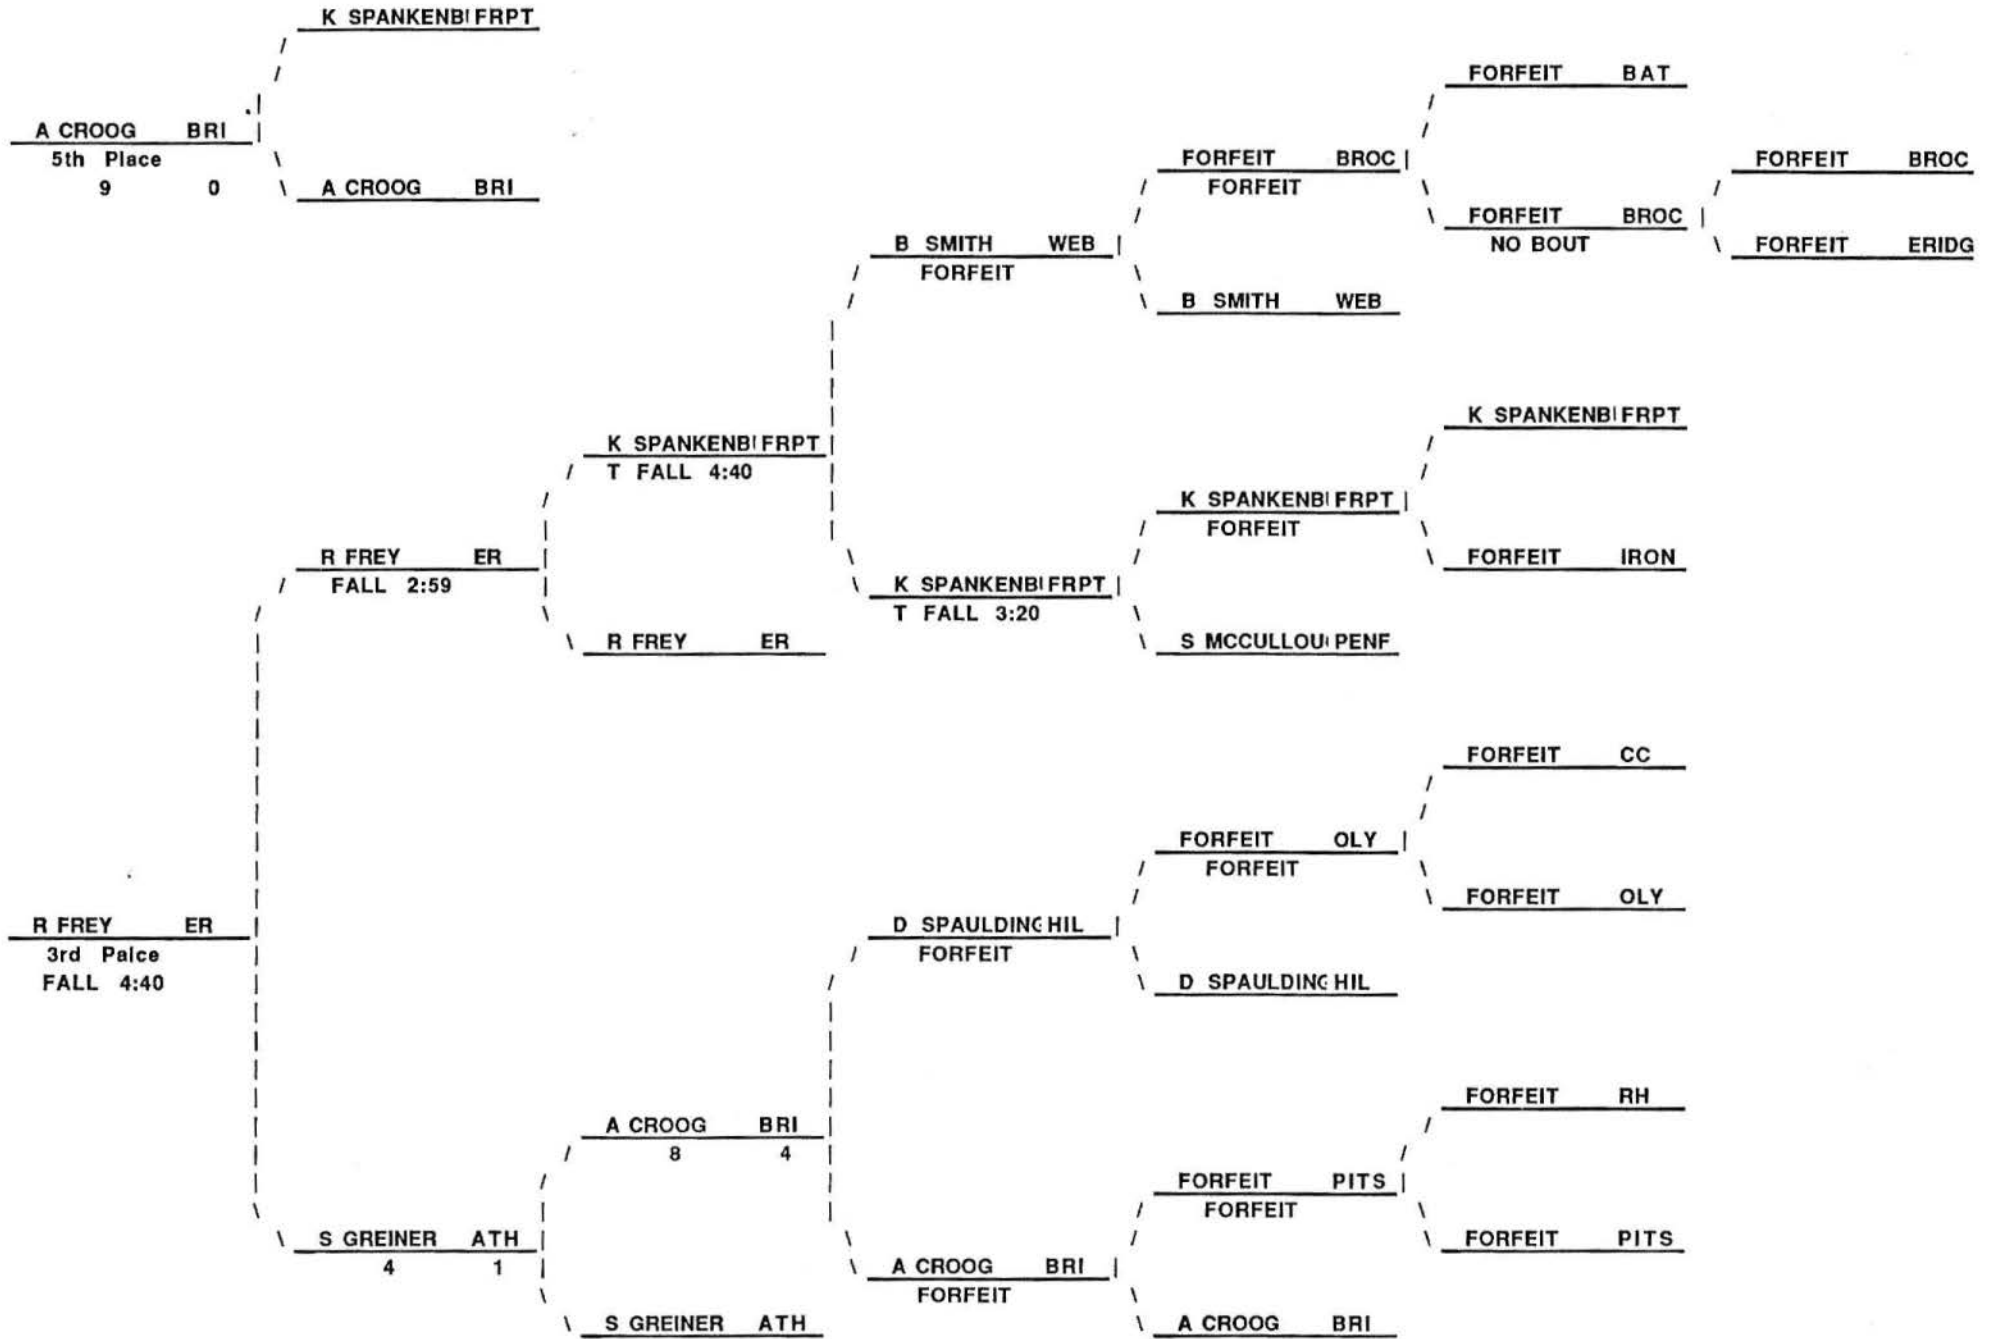 K SPANKENBI FRPT
A CROOG BRI
5th Place
9 0
A CROOG BRI
R FREY ER
3rd Palce
FALL 4:40
R FREY ER
FALL 2:59
S GREINER ATH
4 1
K SPANKENBI FRPT
T FALL 4:40
R FREY ER
A CROOG BRI
8 4
S GREINER ATH
B SMITH WEB
FORFEIT
K SPANKENBI FRPT
T FALL 3:20
D SPAULDING HIL
FORFEIT
A CROOG BRI
FORFEIT
FORFEIT BROC
FORFEIT
B SMITH WEB
K SPANKENBI FRPT
FORFEIT
S MCCULLOU PENF
FORFEIT OLY
FORFEIT
D SPAULDING HIL
FORFEIT PITS
FORFEIT
A CROOG BRI
FORFEIT BAT
FORFEIT BROC
NO BOUT
K SPANKENBI FRPT
FORFEIT IRON
FORFEIT CC
FORFEIT OLY
FORFEIT RH
FORFEIT PITS
FORFEIT BROC
FORFEIT ERIDG